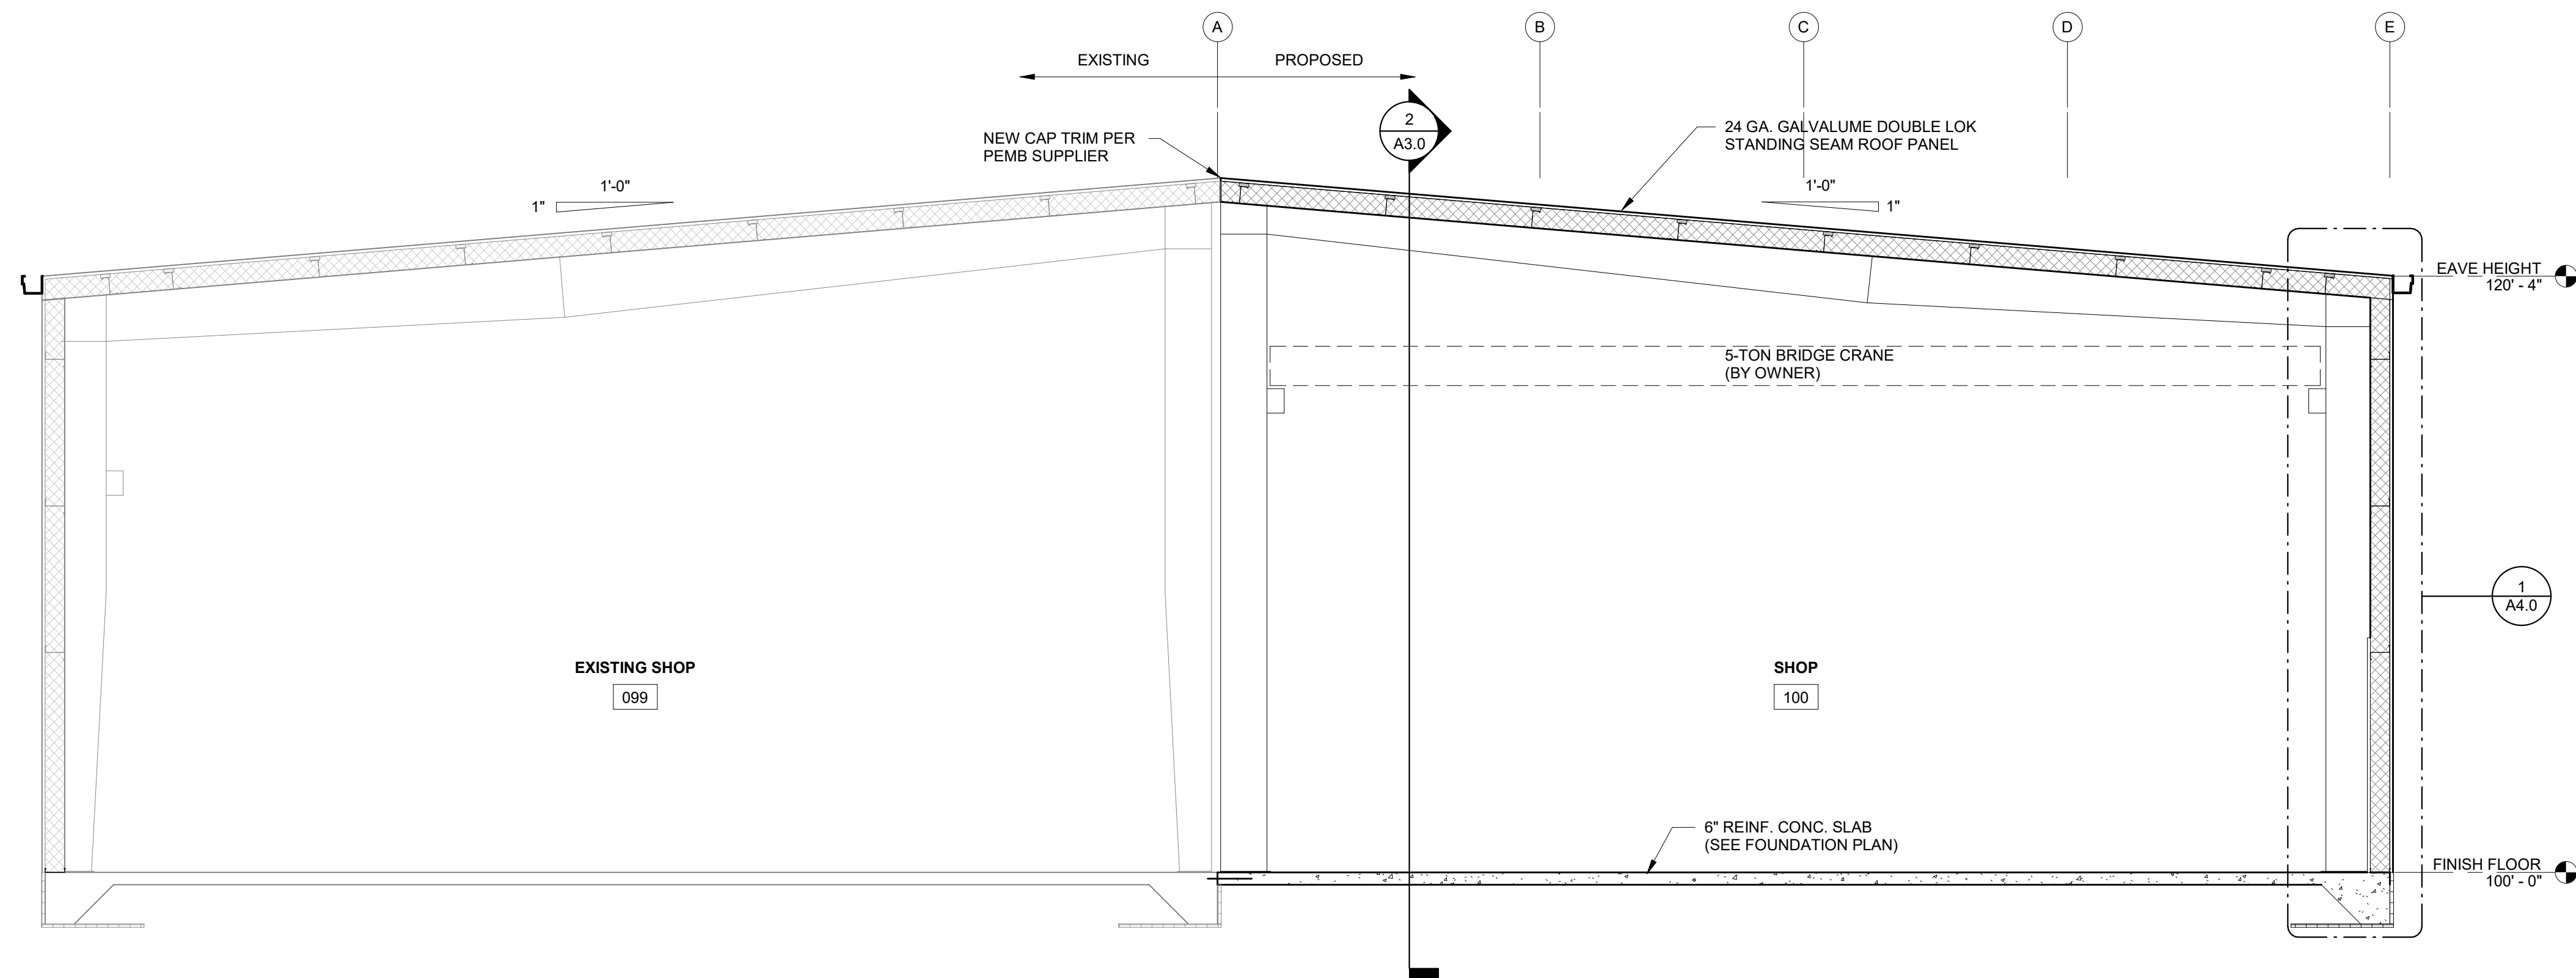 A
B
C
D
E
EXISTING
PROPOSED
2
A3.0
NEW CAP TRIM PER
PEMB SUPPLIER
24 GA. GALVALUME DOUBLE LOK
STANDING SEAM ROOF PANEL
1'-0"
1"
1'-0"
1"
EAVE HEIGHT
120' - 4"
5-TON BRIDGE CRANE
(BY OWNER)
1
A4.0
EXISTING SHOP
099
SHOP
100
6" REINF. CONC. SLAB
(SEE FOUNDATION PLAN)
FINISH FLOOR
100' - 0"